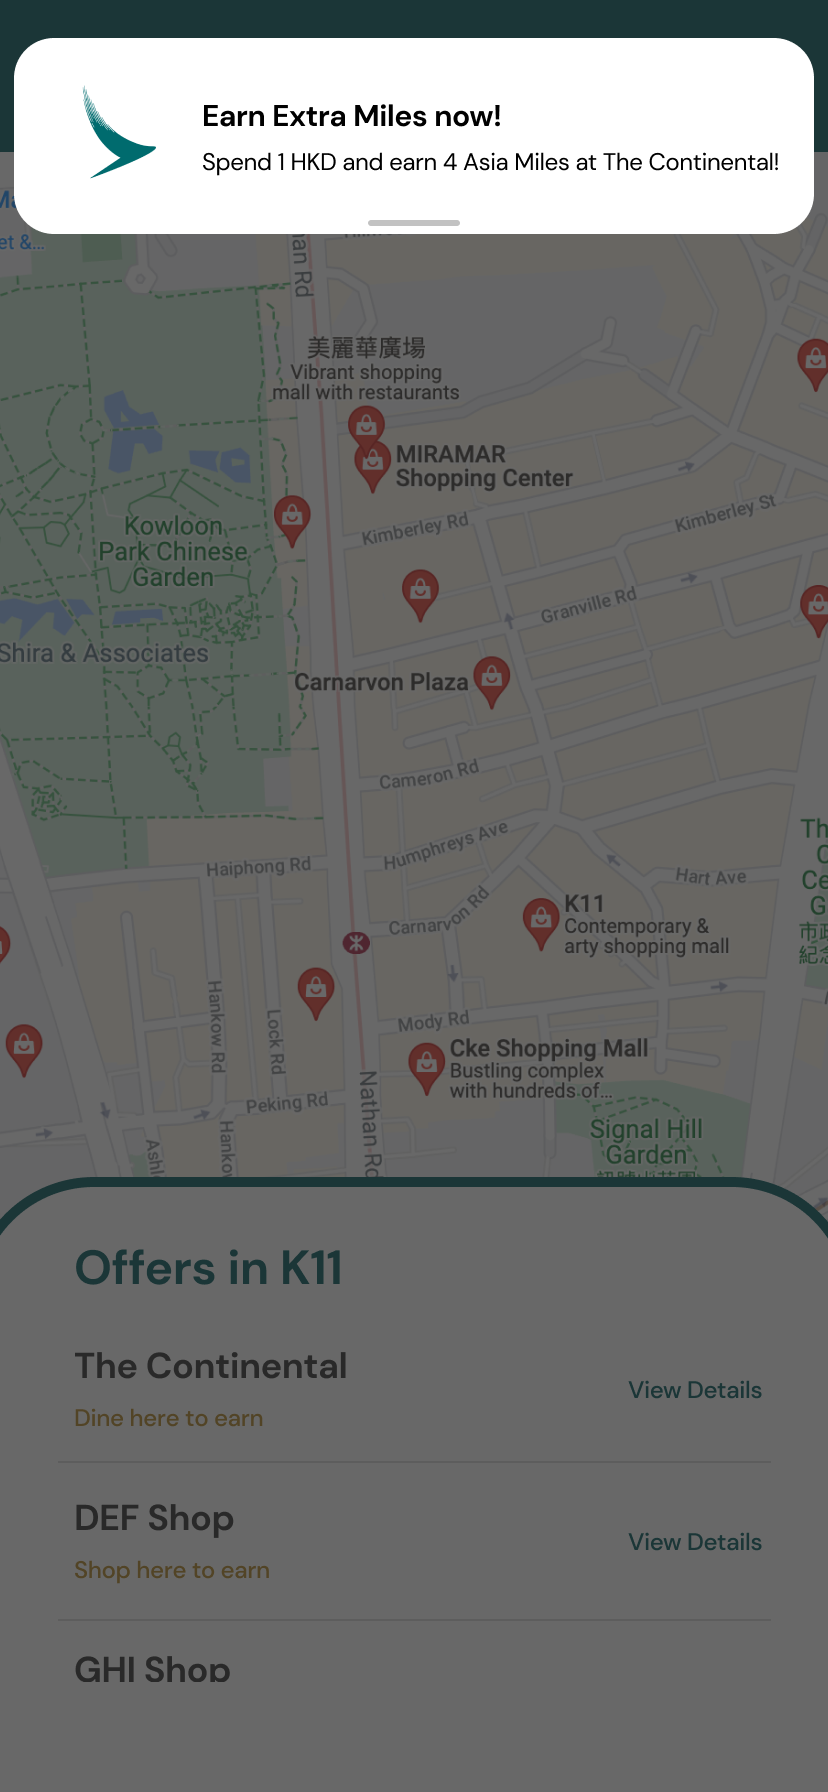 Earn Extra Miles now!
Spend 1 HKD and earn 4 Asia Miles at The Continental!
et &...
美麗華廣場
Vibrant shopping
mall with restaurants
MIRAMAR
Shopping Center
Kowloon
Park Chinese
Garden
Kimberley Rd
Kimberley St
Granville Rd
Shira & Associates
Carnarvon Plaza
Cameron Rd
Humphreys Ave
Haiphong Rd
Hart Ave
K11
Contemporary &
arty shopping mall
Carnarvon Rd
Hankow Rd
Lock Rd
Mody Rd
Cke Shopping Mall
Bustling complex
with hundreds of...
Nathan Rd
Peking Rd
Signal Hill
Garden
Offers in K11
The Continental
Dine here to earn
View Details
DEF Shop
Shop here to earn
View Details
GHI Shop